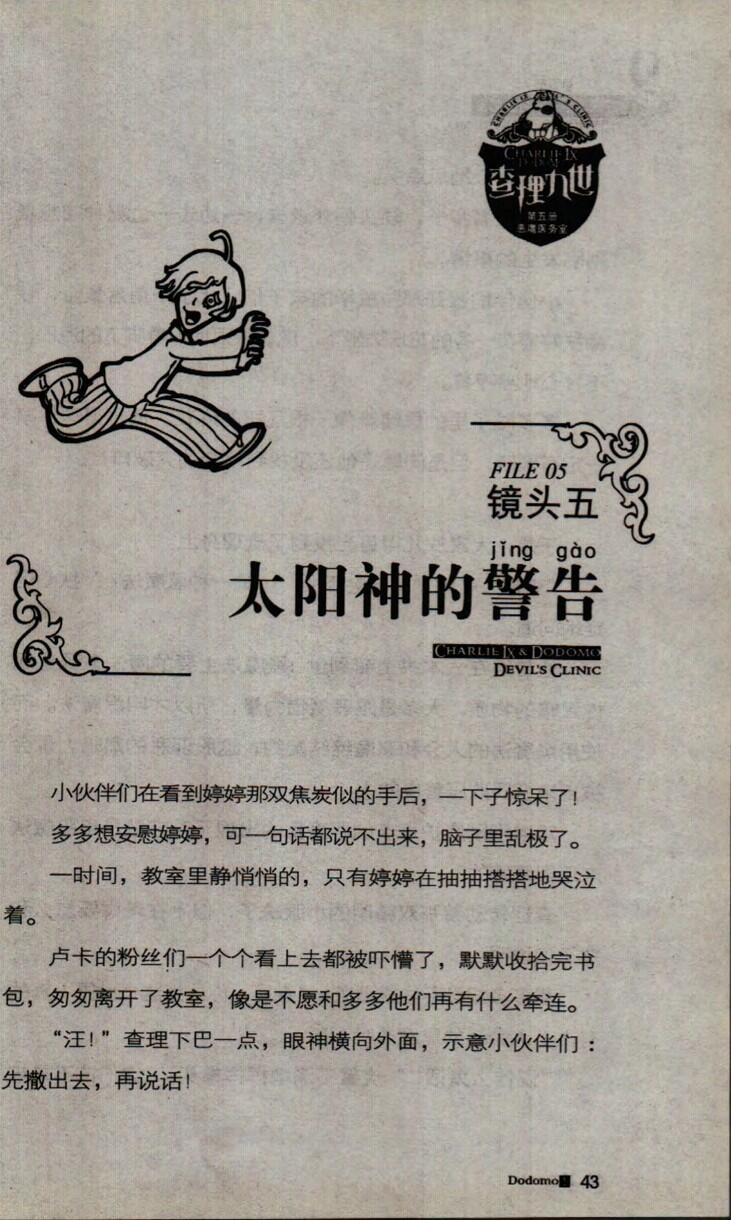 CHARLIE IX
DODOMO
查理九世
第五册
恶魔医务室
FILE 05
镜头五
jǐng gào
太阳神的警告
CHARLIE IX & DODOMO
DEVIL'S CLINIC
小伙伴们在看到婷婷那双焦炭似的手后，一下子惊呆了！
多多想安慰婷婷，可一句话都说不出来，脑子里乱极了。
一时间，教室里静悄悄的，只有婷婷在抽抽搭搭地哭泣
着。
卢卡的粉丝们一个个看上去都被吓懵了，默默收拾完书
包，匆匆离开了教室，像是不愿和多多他们再有什么牵连。
“汪！”查理下巴一点，眼神横向外面，示意小伙伴们：
先撤出去，再说话！
Dodomo 43